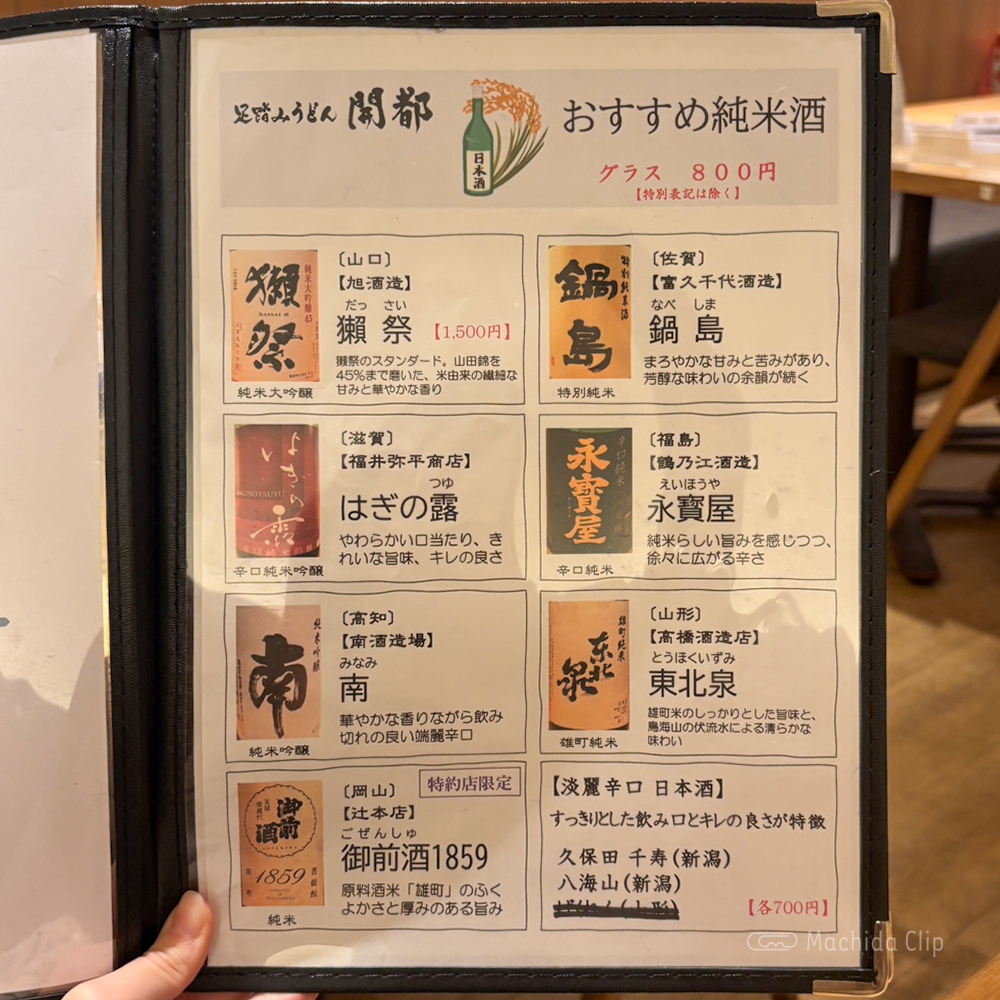 足踏みうどん 開都
日本酒
おすすめ純米酒
グラス 800円
【特別表記は除く】
獺祭
純米大吟醸45
DASSAI 45
純米大吟醸
〔山口〕
【旭酒造】
だっ さい
獺祭 【1,500円】
獺祭のスタンダード。山田錦を
45%まで磨いた、米由来の繊細な
甘みと華やかな香り
鍋島
特別純米酒
特別純米
〔佐賀〕
【富久千代酒造】
なべ しま
鍋島
まろやかな甘みと苦みがあり、
芳醇な味わいの余韻が続く
はぎの露
HAGINOTSUYU
辛口純米吟醸
辛口純米吟醸
〔滋賀〕
【福井弥平商店】
つゆ
はぎの露
やわらかい口当たり、き
れいな旨味、キレの良さ
永寳屋
辛口純米
辛口純米
〔福島〕
【鶴乃江酒造】
えいほうや
永寳屋
純米らしい旨みを感じつつ、
徐々に広がる辛さ
南
純米吟醸
純米吟醸
〔高知〕
【南酒造場】
みなみ
南
華やかな香りながら飲み
切れの良い端麗辛口
雄町純米
東北泉
雄町純米
〔山形〕
【高橋酒造店】
とうほくいずみ
東北泉
雄町米のしっかりとした旨味と、
鳥海山の伏流水による清らかな
味わい
御前酒
1859
雄町
菩提酛
純米
〔岡山〕 特約店限定
【辻本店】
ごぜんしゅ
御前酒1859
原料酒米「雄町」のふく
よかさと厚みのある旨み
【淡麗辛口 日本酒】
すっきりとした飲み口とキレの良さが特徴
久保田 千寿(新潟)
八海山(新潟)
【各700円】
Machida Clip